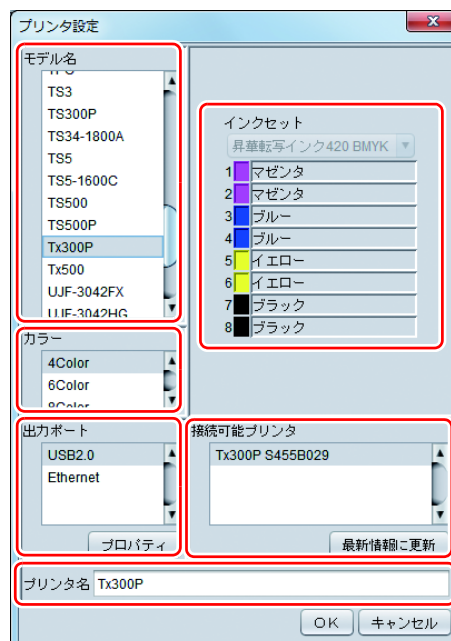 プリンタ設定
モデル名
TS3
TS300P
TS34-1800A
TS5
TS5-1600C
TS500
TS500P
Tx300P
Tx500
UJF-3042FX
UJF-3042HG
インクセット
昇華転写インク420 BMYK
1 マゼンタ
2 マゼンタ
3 ブルー
4 ブルー
5 イエロー
6 イエロー
7 ブラック
8 ブラック
カラー
4Color
6Color
8Color
出力ポート
USB2.0
Ethernet
プロパティ
接続可能プリンタ
Tx300P S455B029
最新情報に更新
プリンタ名 Tx300P
OK キャンセル